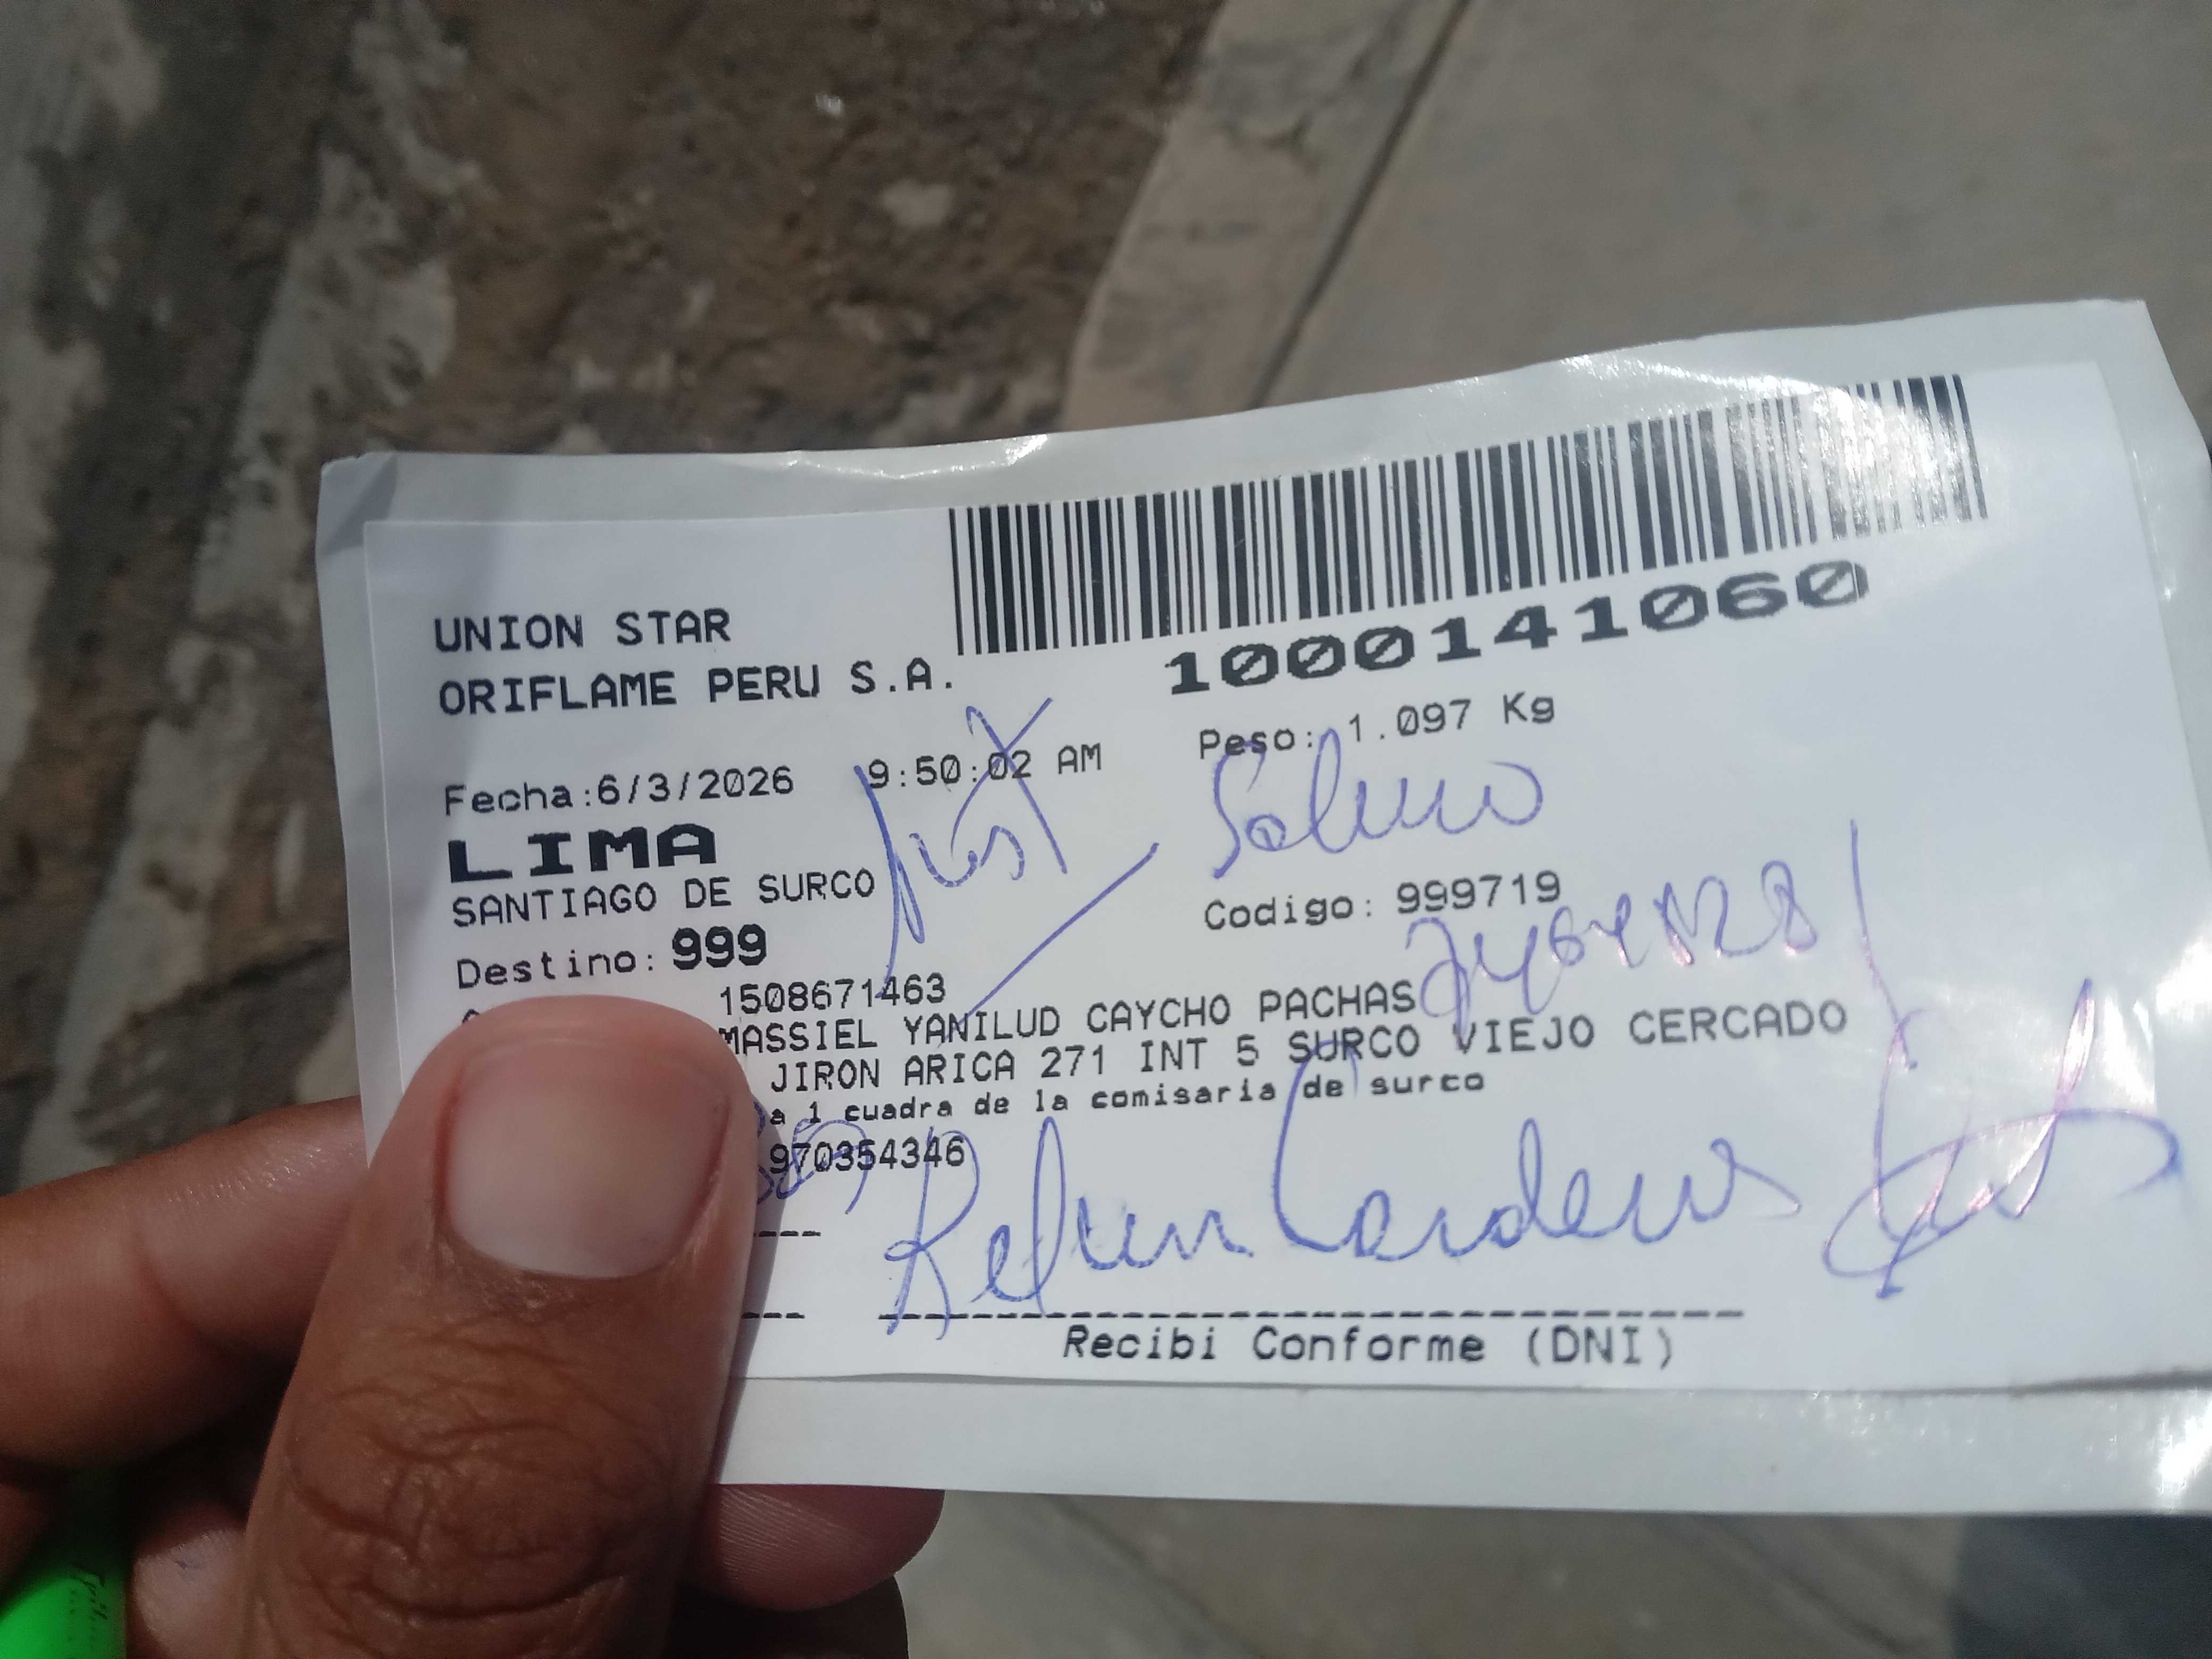 UNION STAR
ORIFLAME PERU S.A.
1000141060
Fecha:6/3/2026 9:50:02 AM Peso: 1.097 Kg
LIMA
SANTIAGO DE SURCO
Codigo: 999719
Destino: 999
1508671463
MASSIEL YANILUD CAYCHO PACHAS
JIRON ARICA 271 INT 5 SURCO VIEJO CERCADO
a 1 cuadra de la comisaria de surco
970354346
Recibi Conforme (DNI)